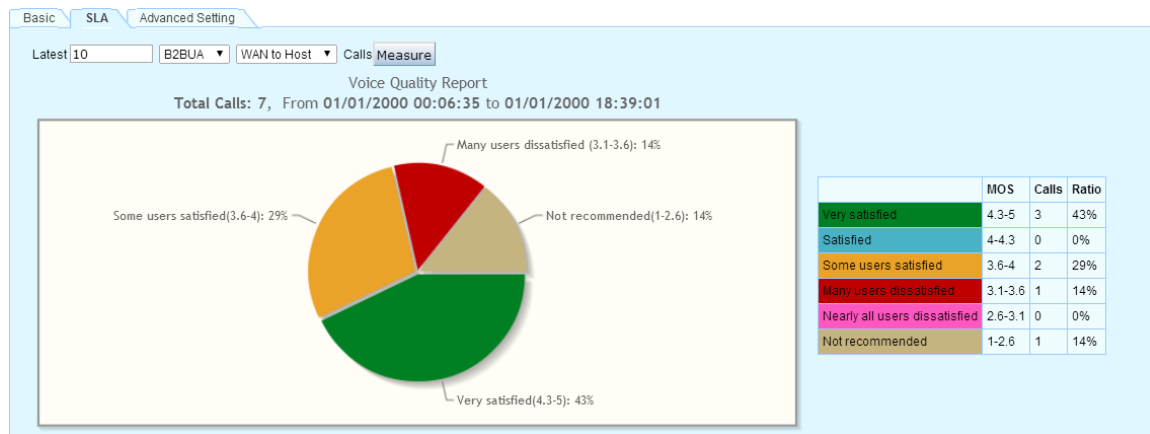 Basic SLA Advanced Setting
Latest 10 B2BUA WAN to Host Calls Measure
Voice Quality Report
Total Calls: 7, From 01/01/2000 00:06:35 to 01/01/2000 18:39:01
Many users dissatisfied (3.1-3.6): 14%
Some users satisfied(3.6-4): 29%
Not recommended(1-2.6): 14%
Very satisfied(4.3-5): 43%
MOS Calls Ratio
Very satisfied 4.3-5 3 43%
Satisfied 4-4.3 0 0%
Some users satisfied 3.6-4 2 29%
Many users dissatisfied 3.1-3.6 1 14%
Nearly all users dissatisfied 2.6-3.1 0 0%
Not recommended 1-2.6 1 14%